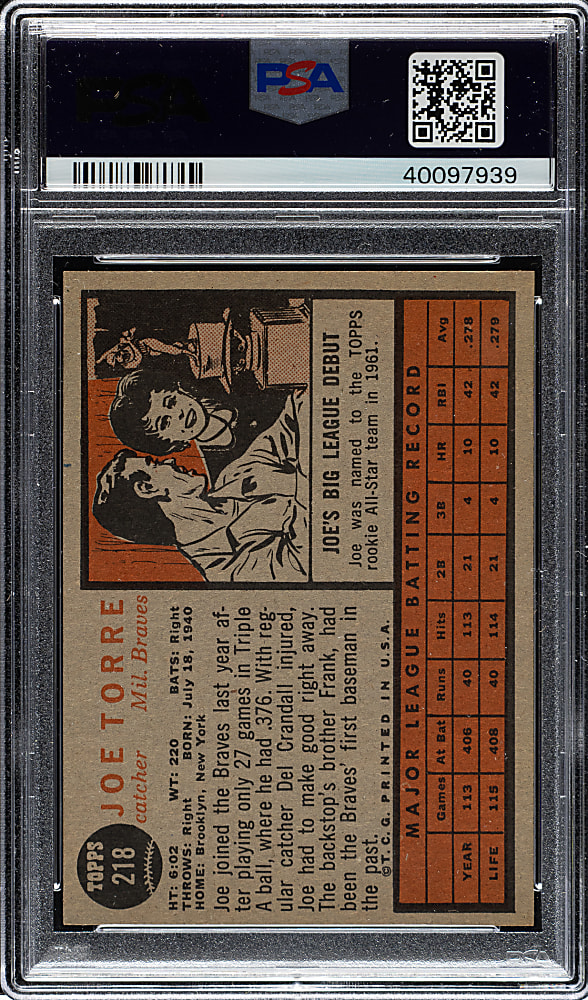 PSA
40097939
TOPPS
218
JOE TORRE
catcher Mil. Braves
HT: 6:02 WT: 220 BATS: Right
THROWS: Right BORN: July 18, 1940
HOME: Brooklyn, New York
Joe joined the Braves last year af-
ter playing only 27 games in Triple
A ball, where he had .376. With reg-
ular catcher Del Crandall injured,
Joe had to make good right away.
The backstop's brother Frank, had
been the Braves' first baseman in
the past.
©T.C.G. PRINTED IN U.S.A.
JOE'S BIG LEAGUE DEBUT
Joe was named to the TOPPS
rookie All-Star team in 1961.
MAJOR LEAGUE BATTING RECORD
Games At Bat Runs Hits 2B 3B HR RBI Avg
YEAR 113 406 40 113 21 4 10 42 .278
LIFE 115 408 40 114 21 4 10 42 .279
PSA